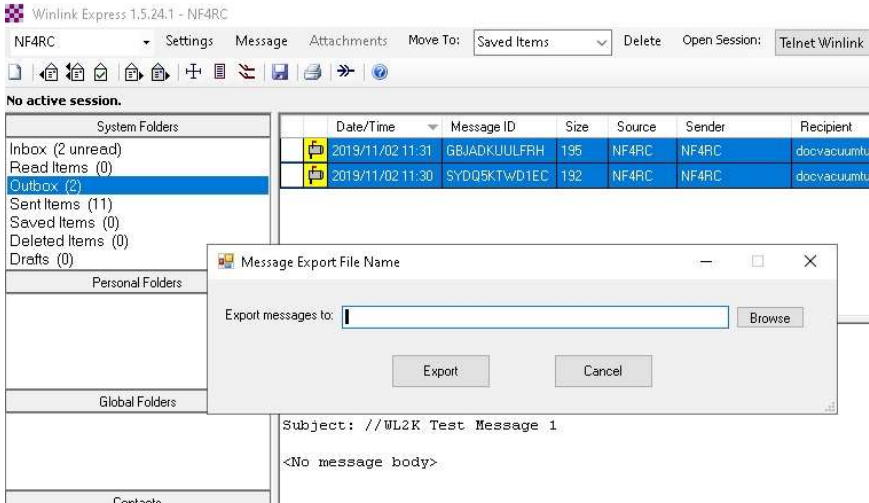 Winlink Express 1.5.24.1 - NF4RC
NF4RC Settings Message Attachments Move To: Saved Items Delete Open Session: Telnet Winlink
No active session.
System Folders
Inbox (2 unread)
Read Items (0)
Outbox (2)
Sent Items (11)
Saved Items (0)
Deleted Items (0)
Drafts (0)
Personal Folders
Global Folders
Contacts
Date/Time Message ID Size Source Sender Recipient
2019/11/02 11:31 GBJADKUULFRH 195 NF4RC NF4RC docvacuumtu
2019/11/02 11:30 SYDQ5KTWD1EC 192 NF4RC NF4RC docvacuumtu
Message Export File Name
Export messages to: Browse
Export Cancel
Subject: //WL2K Test Message 1
<No message body>